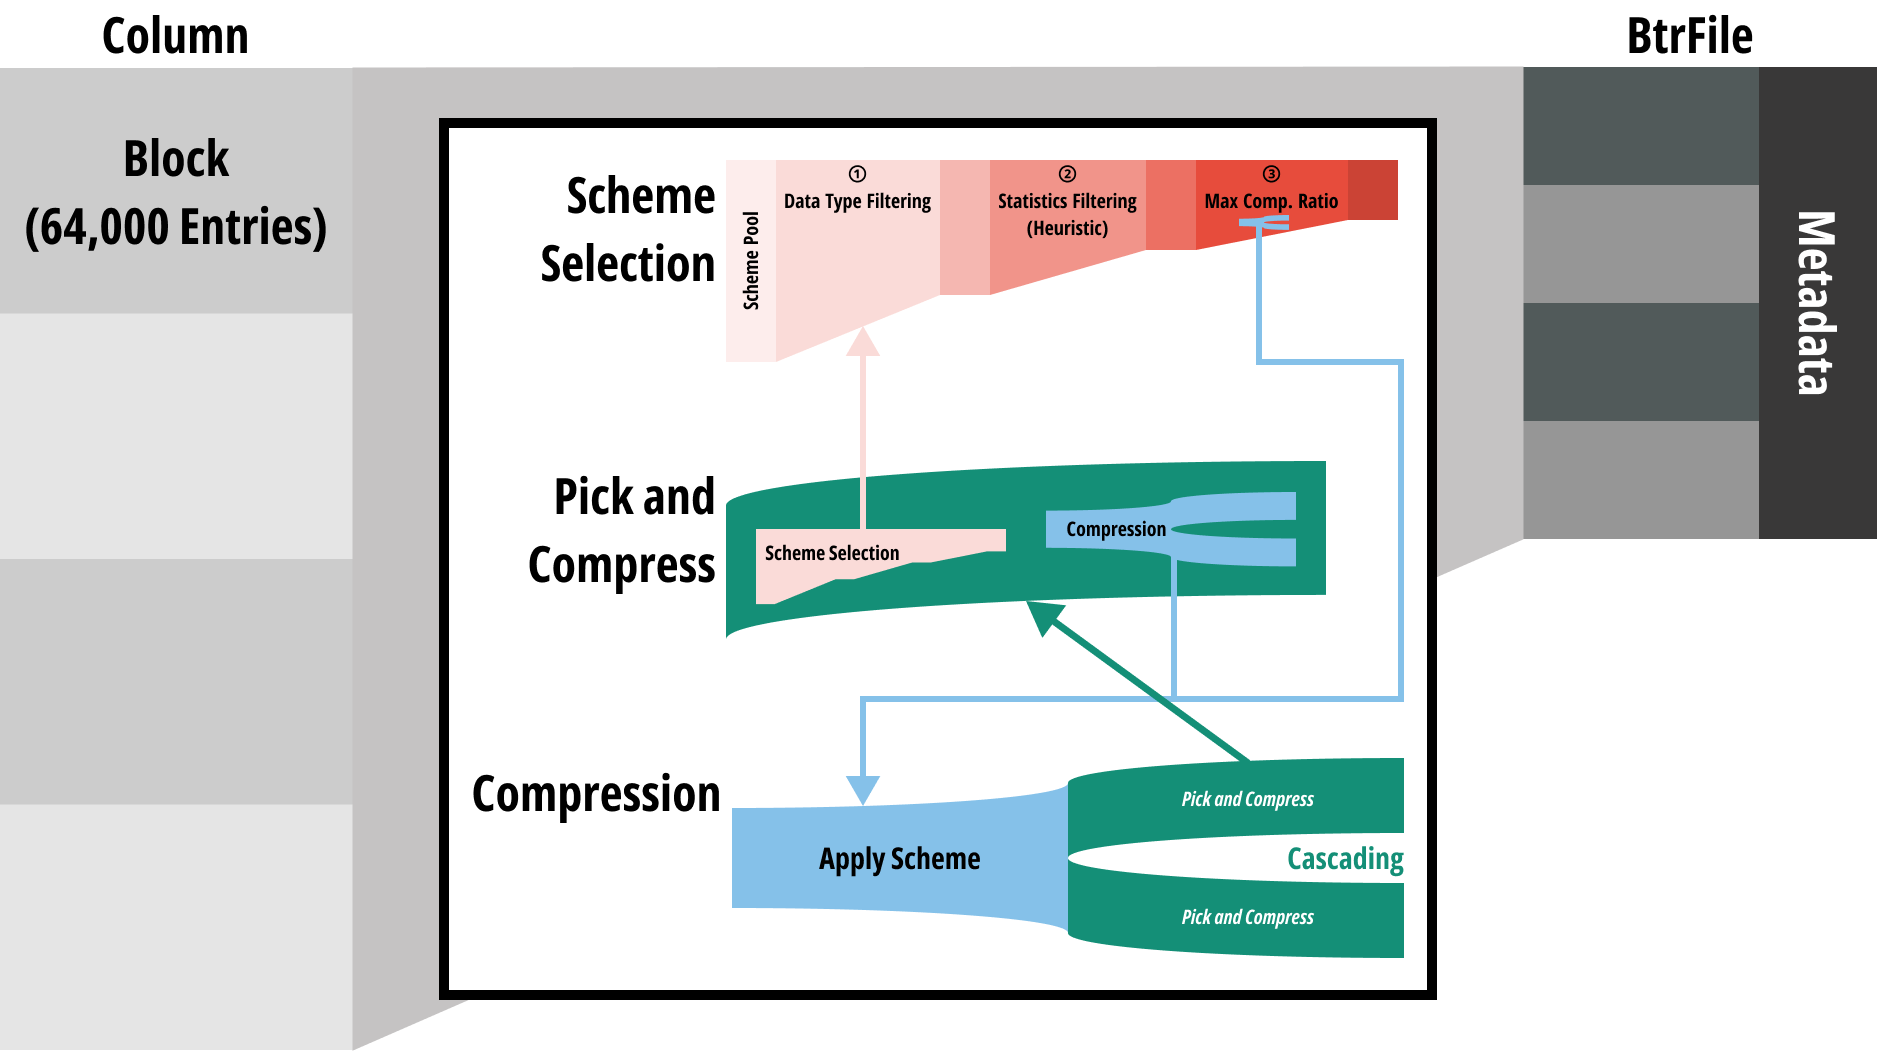 Column
BtrFile
Block
(64,000 Entries)
Metadata
Scheme
Selection
Scheme Pool
①
Data Type Filtering
②
Statistics Filtering
(Heuristic)
③
Max Comp. Ratio
Pick and
Compress
Scheme Selection
Compression
Compression
Apply Scheme
Pick and Compress
Cascading
Pick and Compress